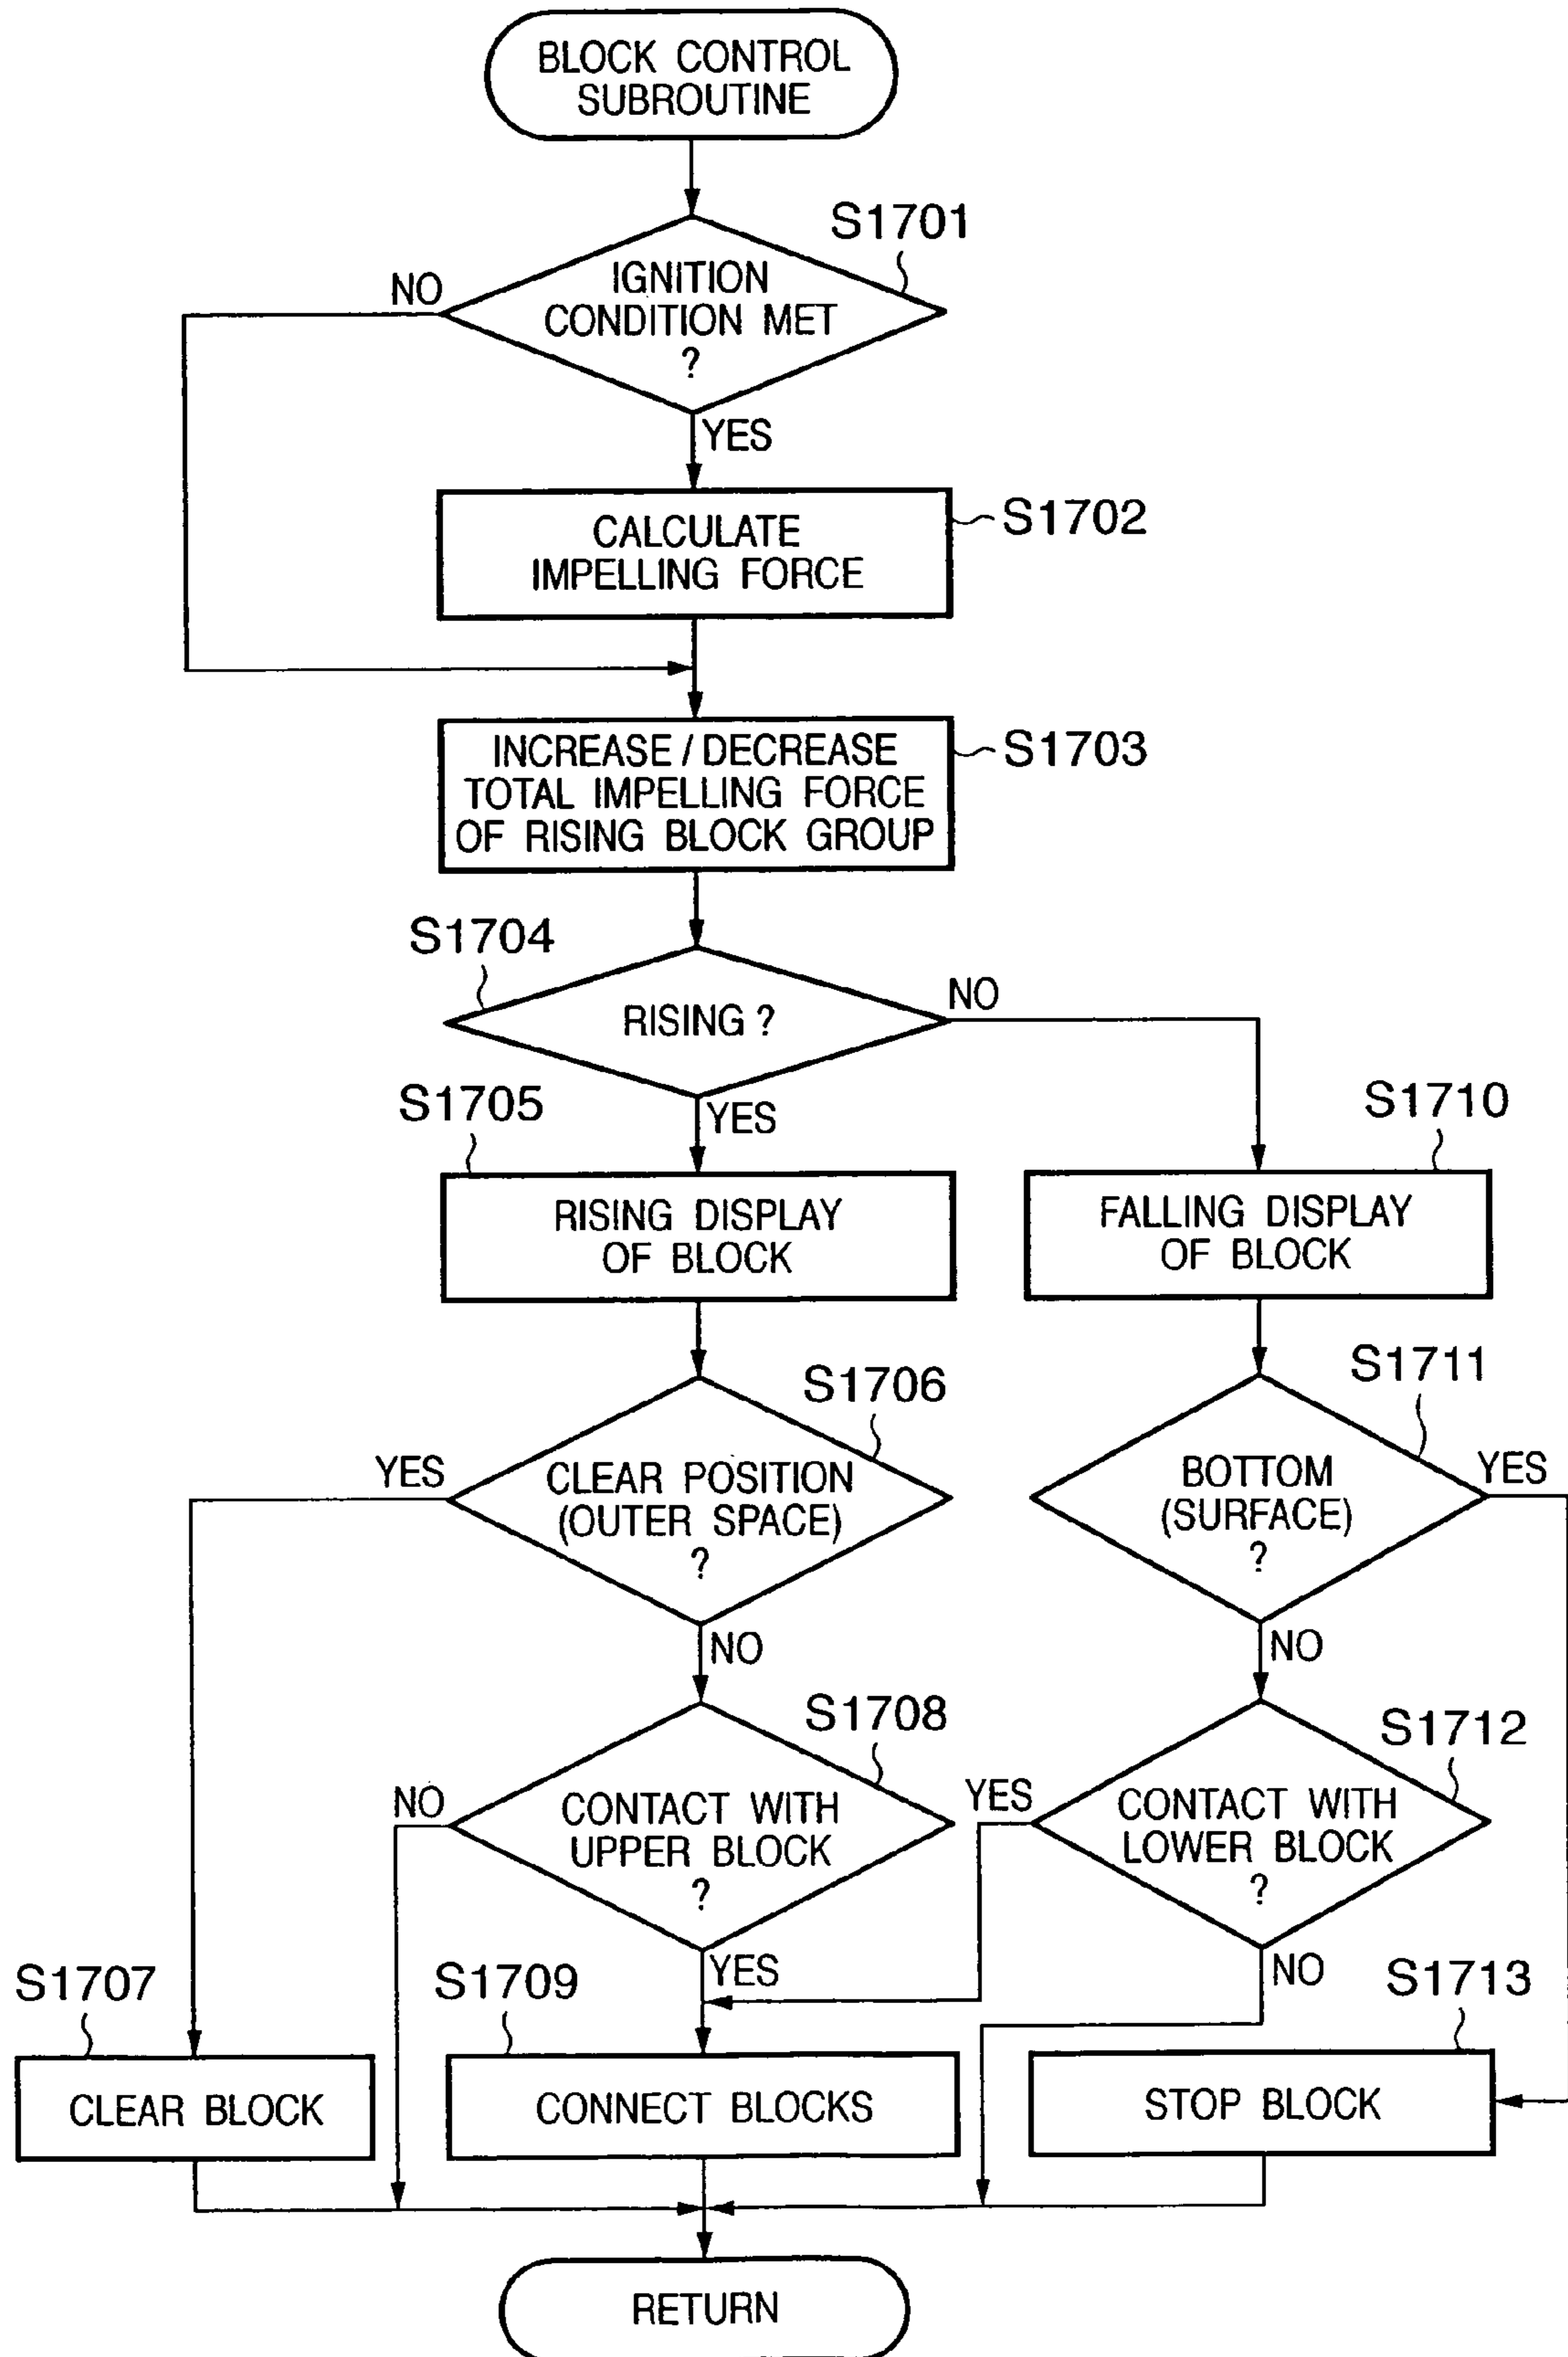 BLOCK CONTROL
SUBROUTINE
S1701
NO
IGNITION
CONDITION MET
?
YES
CALCULATE
IMPELLING FORCE
S1702
INCREASE / DECREASE
TOTAL IMPELLING FORCE
OF RISING BLOCK GROUP
S1703
S1704
RISING ?
NO
YES
S1705
S1710
RISING DISPLAY
OF BLOCK
FALLING DISPLAY
OF BLOCK
S1706
S1711
YES
CLEAR POSITION
(OUTER SPACE)
?
BOTTOM
(SURFACE)
?
YES
NO
NO
S1708
S1712
NO
CONTACT WITH
UPPER BLOCK
?
YES
CONTACT WITH
LOWER BLOCK
?
YES
NO
S1707
S1709
S1713
CLEAR BLOCK
CONNECT BLOCKS
STOP BLOCK
RETURN